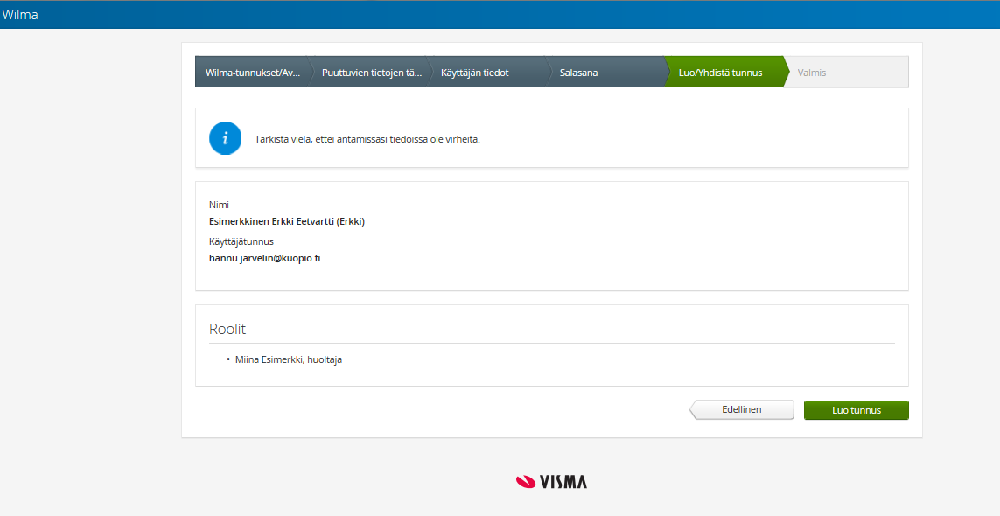 Wilma
Wilma-tunnukset/Av...
Puuttuvien tietojen tä...
Käyttäjän tiedot
Salasana
Luo/Yhdistä tunnus
Valmis
Tarkista vielä, ettei antamissasi tiedoissa ole virheitä.
Nimi
Esimerkkinen Erkki Eetvartti (Erkki)
Käyttäjätunnus
hannu.jarvelin@kuopio.fi
Roolit
• Miina Esimerkki, huoltaja
Edellinen
Luo tunnus
VISMA